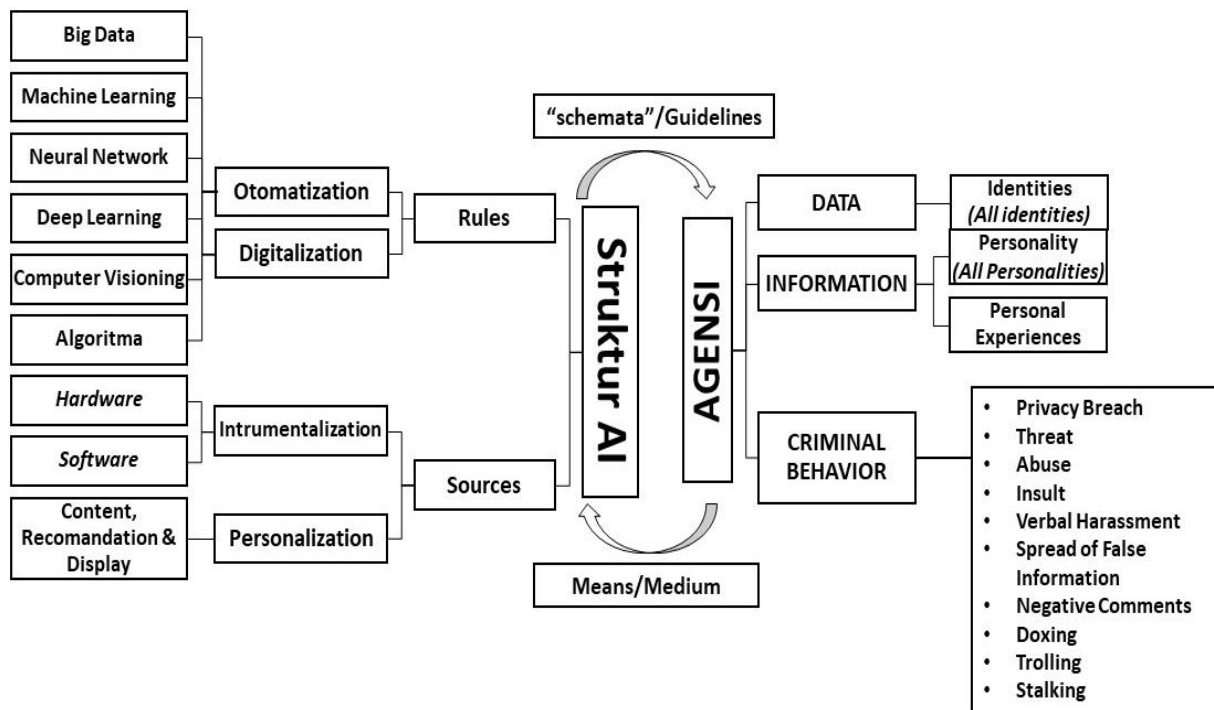 Big Data
Machine Learning
Neural Network
Deep Learning
Computer Visioning
Algoritma
Hardware
Software
Content,
Recomandation &
Display
Otomatization
Digitalization
Intrumentalization
Personalization
Rules
Sources
“schemata”/Guidelines
Struktur AI
AGENSI
Means/Medium
DATA
INFORMATION
CRIMINAL
BEHAVIOR
Identities
(All identities)
Personality
(All Personalities)
Personal
Experiences
• Privacy Breach
• Threat
• Abuse
• Insult
• Verbal Harassment
• Spread of False
Information
• Negative Comments
• Doxing
• Trolling
• Stalking